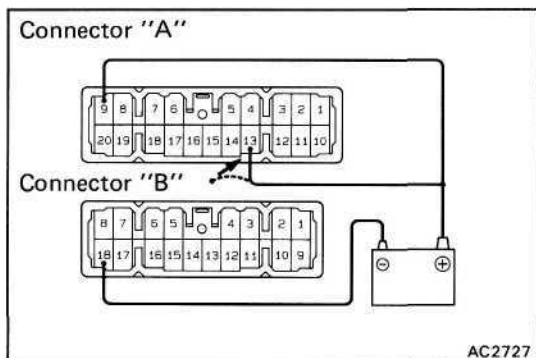 Connector "A"
9 8 7 6 5 4 3 2 1
20 19 18 17 16 15 14 13 12 11 10
Connector "B"
8 7 6 5 4 3 2 1
18 17 16 15 14 13 12 11 10 9
⊖ ⊕
AC2727